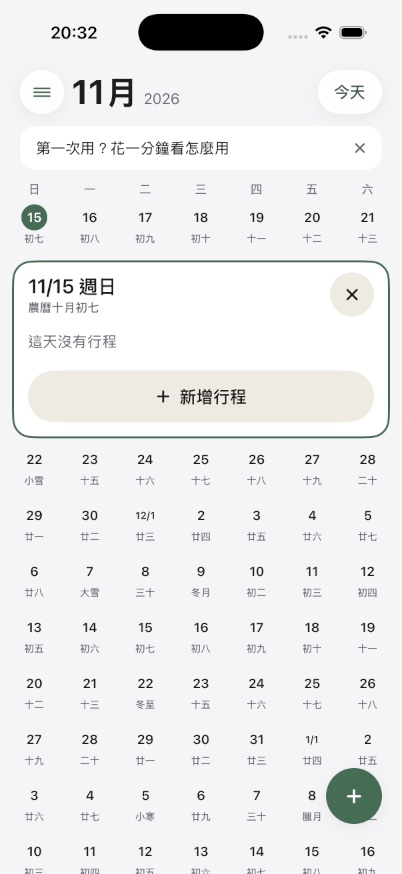 20:32
11月 2026
今天
第一次用？花一分鐘看怎麼用
日 一 二 三 四 五 六
15 16 17 18 19 20 21
初七 初八 初九 初十 十一 十二 十三
11/15 週日
農曆十月初七
這天沒有行程
+ 新增行程
22 23 24 25 26 27 28
小雪 十五 十六 十七 十八 十九 二十
29 30 12/1 2 3 4 5
廿一 廿二 廿三 廿四 廿五 廿六 廿七
6 7 8 9 10 11 12
廿八 大雪 三十 冬月 初二 初三 初四
13 14 15 16 17 18 19
初五 初六 初七 初八 初九 初十 十一
20 21 22 23 24 25 26
十二 十三 冬至 十五 十六 十七 十八
27 28 29 30 31 1/1 2
十九 二十 廿一 廿二 廿三 廿四 廿五
3 4 5 6 7 8
廿六 廿七 小寒 廿九 三十 臘月
10 11 12 13 14 15 16